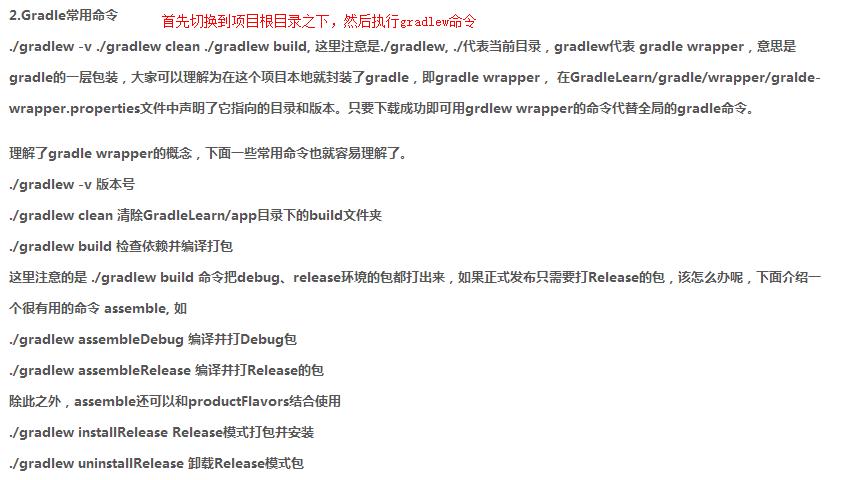 2.Gradle常用命令 首先切换到项目根目录之下，然后执行gradlew命令
./gradlew -v ./gradlew clean ./gradlew build, 这里注意是./gradlew, ./代表当前目录，gradlew代表 gradle wrapper，意思是
gradle的一层包装，大家可以理解为在这个项目本地就封装了gradle，即gradle wrapper， 在GradleLearn/gradle/wrapper/gralde-
wrapper.properties文件中声明了它指向的目录和版本。只要下载成功即可用grdlew wrapper的命令代替全局的gradle命令。
理解了gradle wrapper的概念，下面一些常用命令也就容易理解了。
./gradlew -v 版本号
./gradlew clean 清除GradleLearn/app目录下的build文件夹
./gradlew build 检查依赖并编译打包
这里注意的是 ./gradlew build 命令把debug、release环境的包都打出来，如果正式发布只需要打Release的包，该怎么办呢，下面介绍一
个很有用的命令 assemble, 如
./gradlew assembleDebug 编译并打Debug包
./gradlew assembleRelease 编译并打Release的包
除此之外，assemble还可以和productFlavors结合使用
./gradlew installRelease Release模式打包并安装
./gradlew uninstallRelease 卸载Release模式包